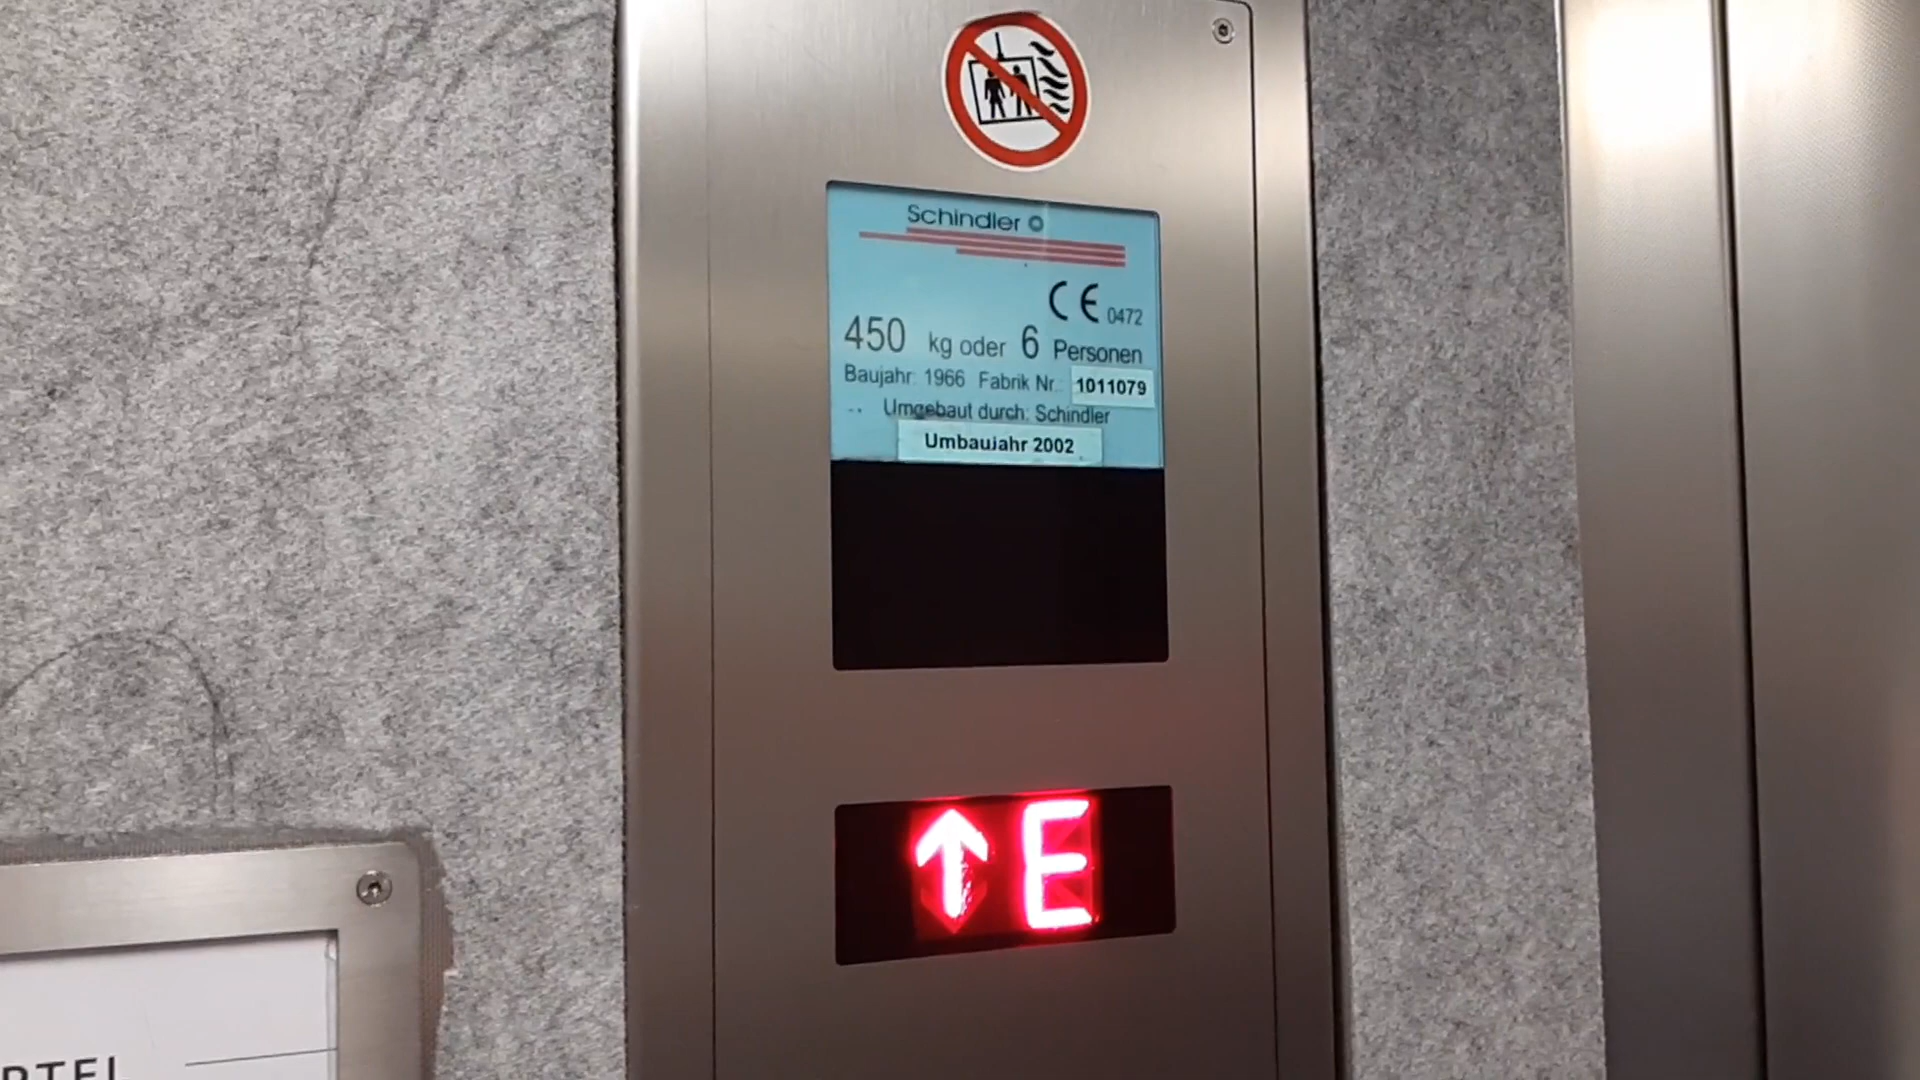 Schindler
CE 0472
450 kg oder 6 Personen
Baujahr: 1966 Fabrik Nr.: 1011079
Umgebaut durch: Schindler
Umbaujahr 2002
↑ E